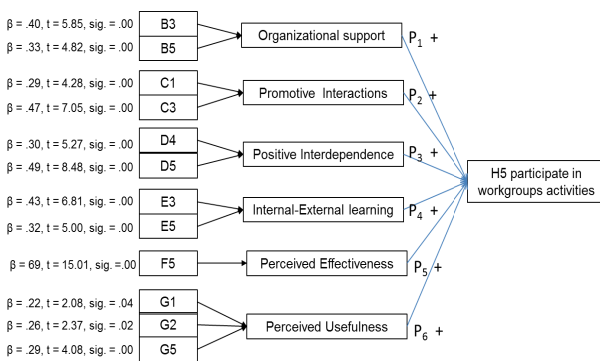 β = .40, t = 5.85, sig. = .00
B3
β = .33, t = 4.82, sig. = .00
B5
Organizational support
P1 +
β = .29, t = 4.28, sig. = .00
C1
β = .47, t = 7.05, sig. = .00
C3
Promotive Interactions
P2 +
β = .30, t = 5.27, sig. = .00
D4
β = .49, t = 8.48, sig. = .00
D5
Positive Interdependence
P3 +
H5 participate in
workgroups activities
β = .43, t = 6.81, sig. = .00
E3
β = .32, t = 5.00, sig. = .00
E5
Internal-External learning
P4 +
β = 69, t = 15.01, sig. =.00
F5
Perceived Effectiveness
P5 +
β = .22, t = 2.08, sig. = .04
G1
β = .26, t = 2.37, sig. = .02
G2
β = .29, t = 4.08, sig. = .00
G5
Perceived Usefulness
P6 +